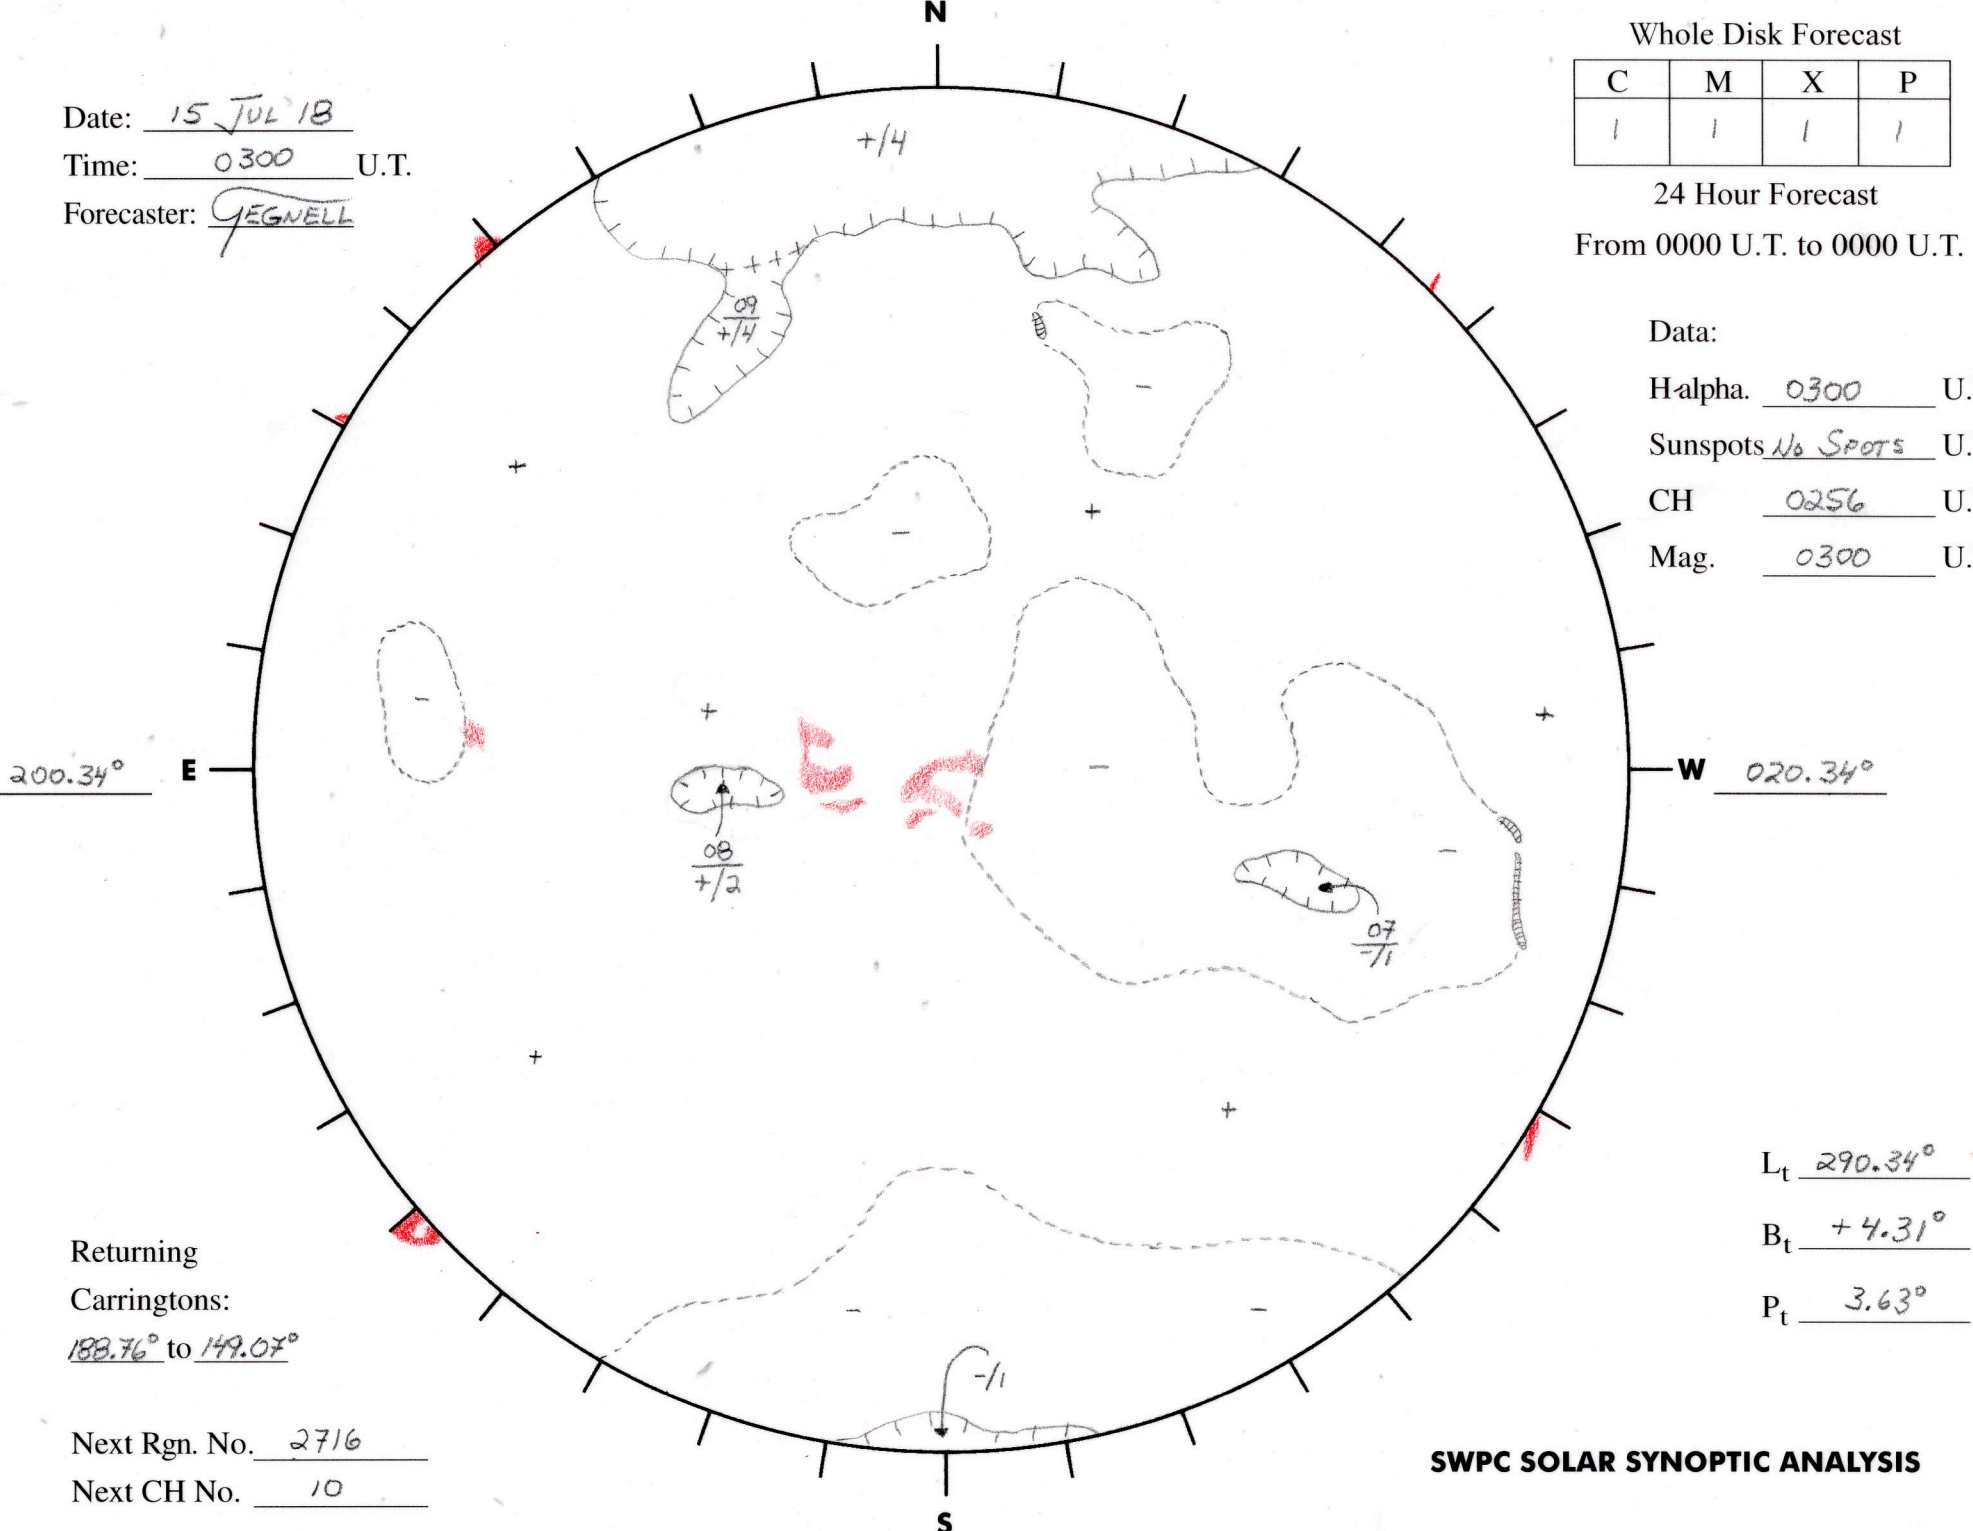 N
Date: 15 JUL 18
Time: 0300 U.T.
Forecaster: GEGNELL
Whole Disk Forecast
C M X P
1 1 1 1
24 Hour Forecast
From 0000 U.T. to 0000 U.T.
Data:
H-alpha. 0300 U.
Sunspots No SPOTS U.
CH 0256 U.
Mag. 0300 U.
+/4
09
+/4
+
-
+
-
-
+
-
+
200.34° E
W 020.34°
08
+/2
-
07
-/1
+
+
-
-
-/1
Lt 290.34°
Bt +4.31°
Pt 3.63°
Returning
Carringtons:
188.76° to 149.07°
Next Rgn. No. 2716
Next CH No. 10
SWPC SOLAR SYNOPTIC ANALYSIS
S